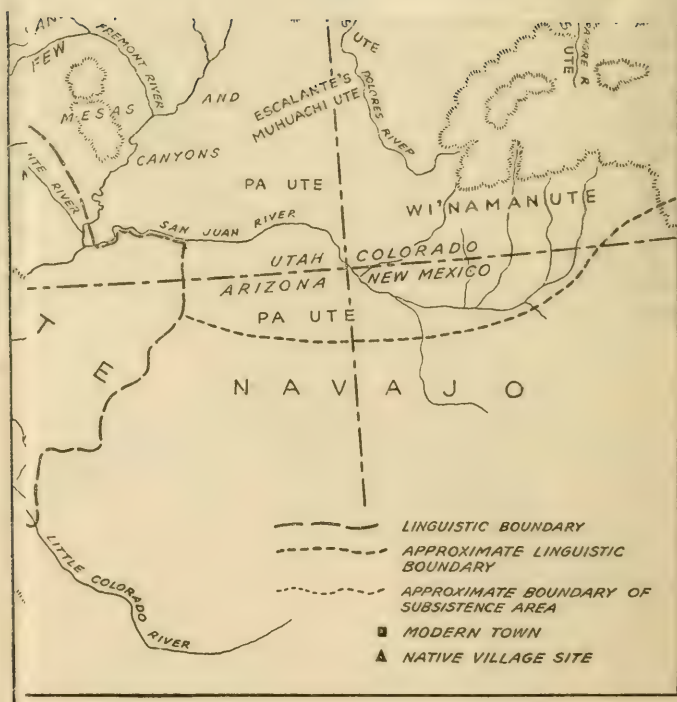 FREMONT RIVER
FEW
MESAS
AND
CANYONS
UTE
ESCALANTE'S
MUHUACHI UTE
DOLORES RIVER
UTE
PA UTE
WI'NAMAN UTE
SAN JUAN RIVER
UTAH
COLORADO
ARIZONA
NEW MEXICO
PA UTE
T
E
NAVAJO
LITTLE COLORADO
RIVER
LINGUISTIC BOUNDARY
APPROXIMATE LINGUISTIC
BOUNDARY
APPROXIMATE BOUNDARY OF
SUBSISTENCE AREA
MODERN TOWN
NATIVE VILLAGE SITE